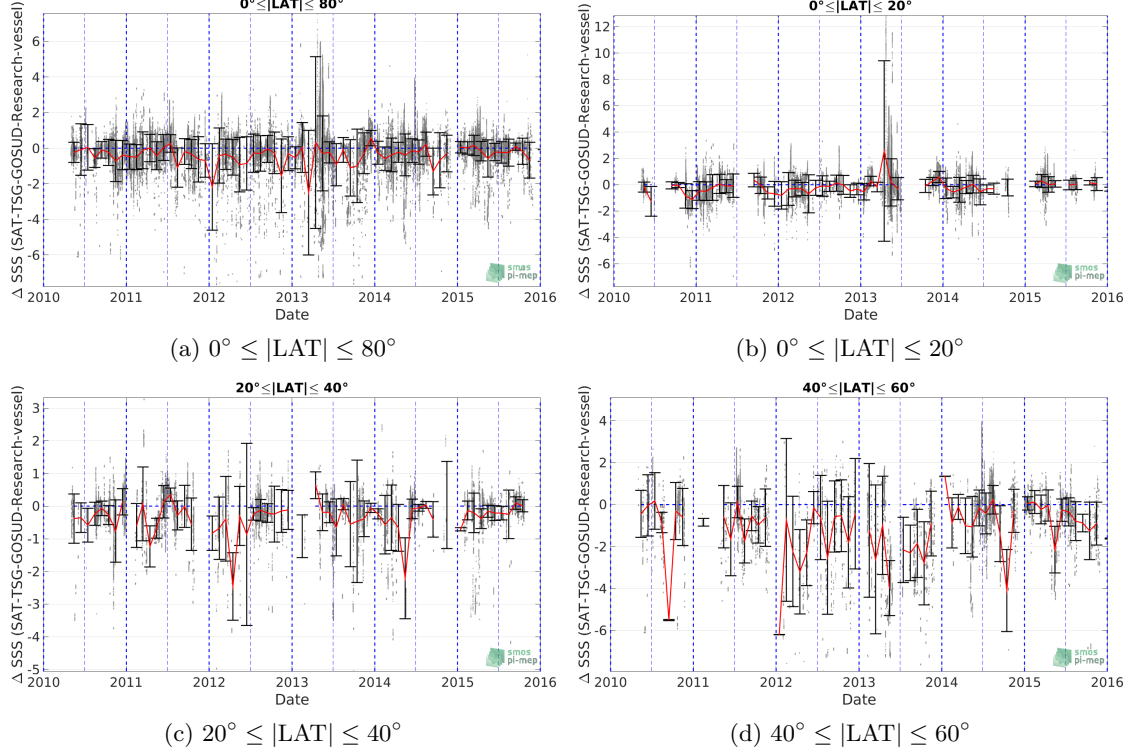 0°≤|LAT|≤ 80°
Δ SSS (SAT-TSG-GOSUD-Research-vessel)
6
4
2
0
-2
-4
-6
smos
pi-mep
2010 2011 2012 2013 2014 2015 2016
Date
(a) 0° ≤ |LAT| ≤ 80°
0°≤|LAT|≤ 20°
Δ SSS (SAT-TSG-GOSUD-Research-vessel)
12
10
8
6
4
2
0
-2
-4
-6
smos
pi-mep
2010 2011 2012 2013 2014 2015 2016
Date
(b) 0° ≤ |LAT| ≤ 20°
20°≤|LAT|≤ 40°
Δ SSS (SAT-TSG-GOSUD-Research-vessel)
3
2
1
0
-1
-2
-3
-4
-5
smos
pi-mep
2010 2011 2012 2013 2014 2015 2016
Date
(c) 20° ≤ |LAT| ≤ 40°
40°≤|LAT|≤ 60°
Δ SSS (SAT-TSG-GOSUD-Research-vessel)
4
2
0
-2
-4
-6
smos
pi-mep
2010 2011 2012 2013 2014 2015 2016
Date
(d) 40° ≤ |LAT| ≤ 60°